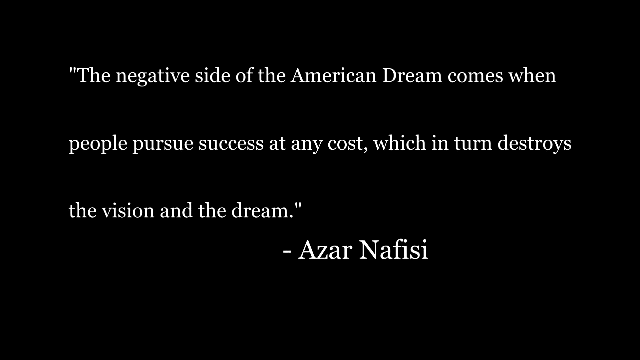 "The negative side of the American Dream comes when
people pursue success at any cost, which in turn destroys
the vision and the dream."
- Azar Nafisi